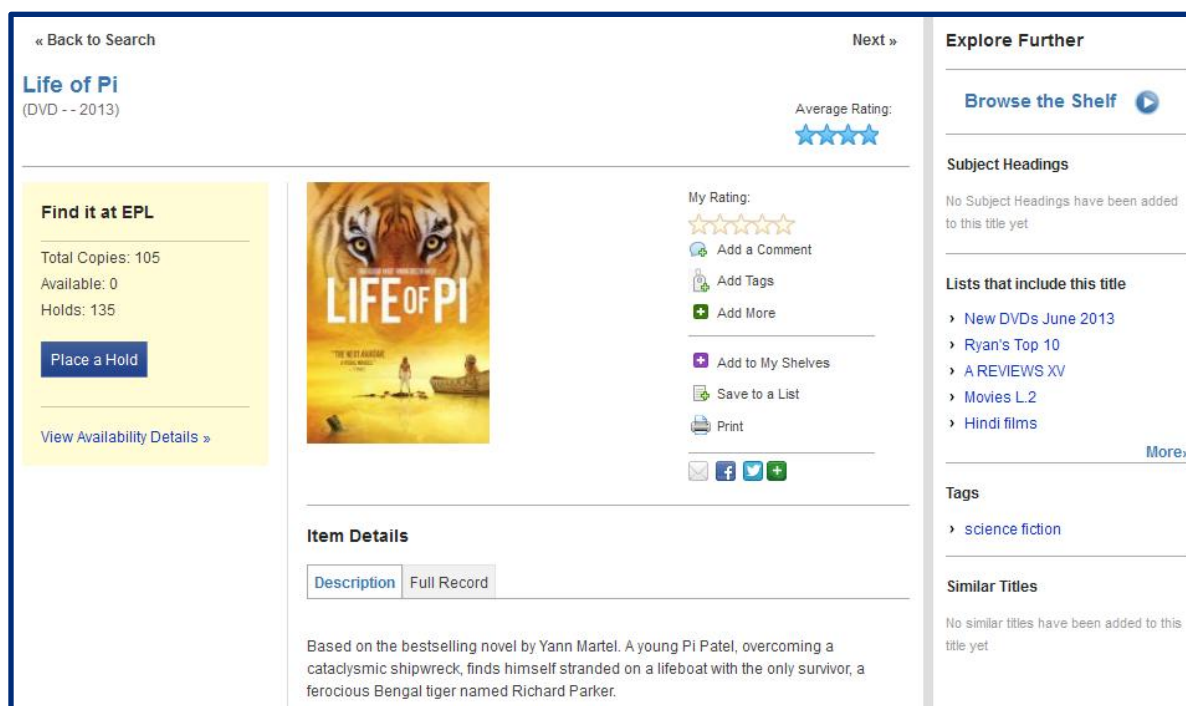 « Back to Search
Next »
Life of Pi
(DVD - - 2013)
Average Rating:
Find it at EPL
Total Copies: 105
Available: 0
Holds: 135
Place a Hold
View Availability Details »
LIFE OF PI
"THE NEXT AVATAR.
My Rating:
Add a Comment
Add Tags
Add More
Add to My Shelves
Save to a List
Print
Item Details
Description
Full Record
Based on the bestselling novel by Yann Martel. A young Pi Patel, overcoming a
cataclysmic shipwreck, finds himself stranded on a lifeboat with the only survivor, a
ferocious Bengal tiger named Richard Parker.
Explore Further
Browse the Shelf
Subject Headings
No Subject Headings have been added
to this title yet
Lists that include this title
› New DVDs June 2013
› Ryan's Top 10
› A REVIEWS XV
› Movies L.2
› Hindi films
More»
Tags
› science fiction
Similar Titles
No similar titles have been added to this
title yet